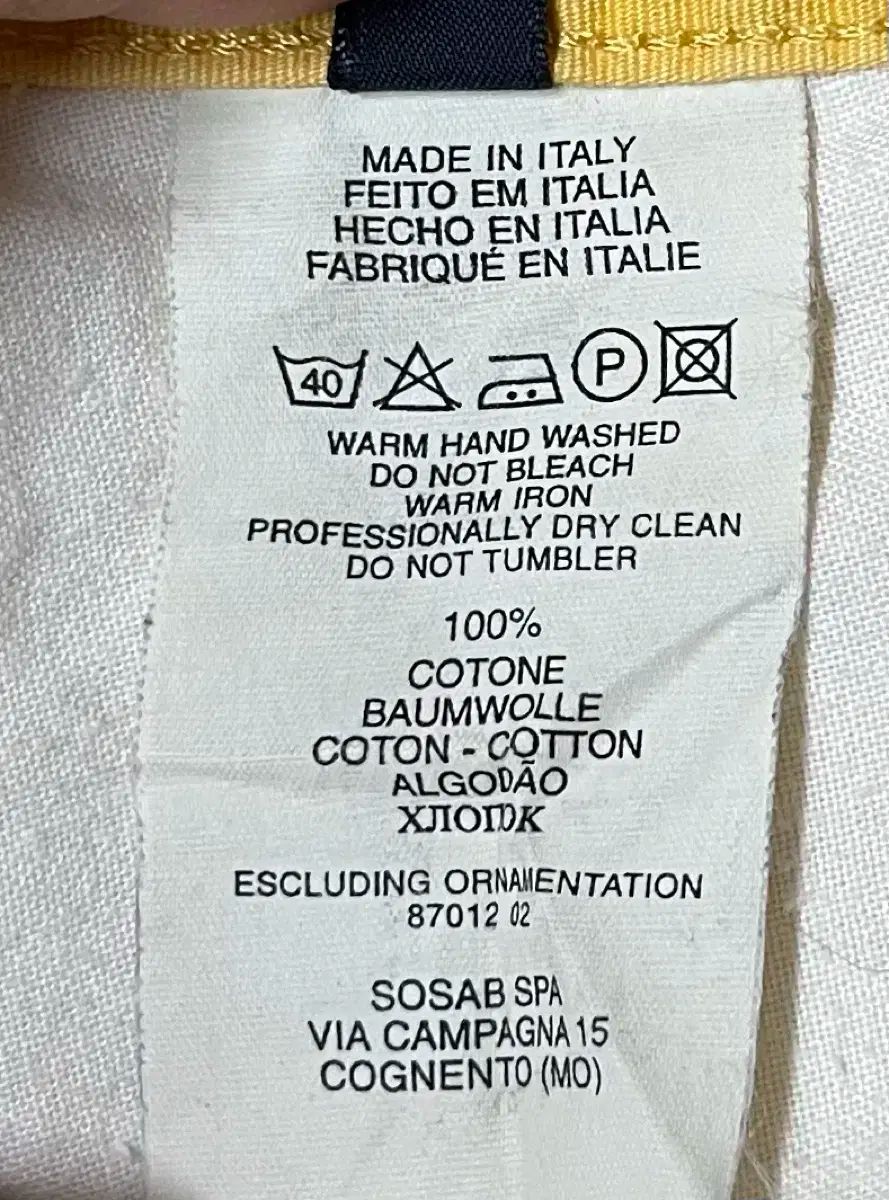 MADE IN ITALY
FEITO EM ITALIA
HECHO EN ITALIA
FABRIQUÉ EN ITALIE
40 P
WARM HAND WASHED
DO NOT BLEACH
WARM IRON
PROFESSIONALLY DRY CLEAN
DO NOT TUMBLER
100%
COTONE
BAUMWOLLE
COTON - COTTON
ALGODÃO
ХЛОПОК
ESCLUDING ORNAMENTATION
87012 02
SOSAB SPA
VIA CAMPAGNA 15
COGNENTO (MO)